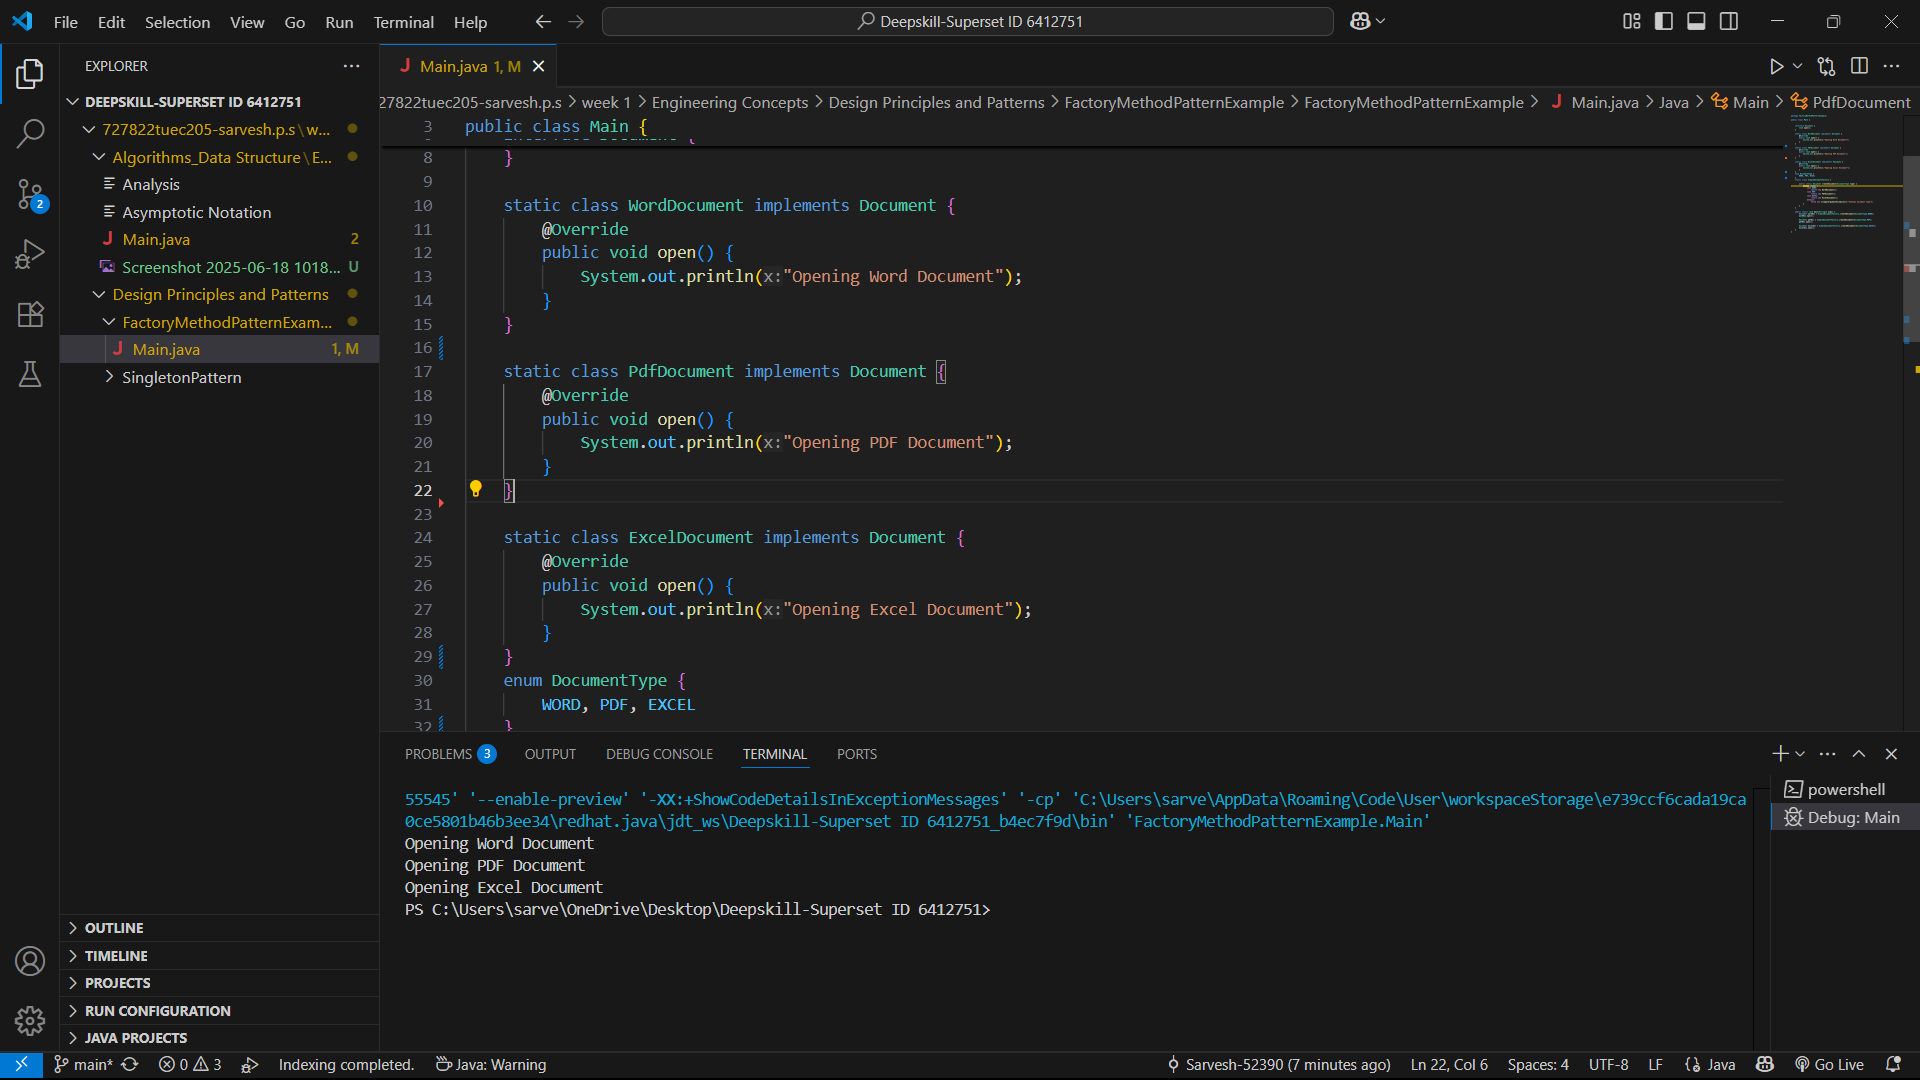 File Edit Selection View Go Run Terminal Help
Deepskill-Superset ID 6412751
EXPLORER
DEEPSKILL-SUPERSET ID 6412751
727822tuec205-sarvesh.p.s\w...
Algorithms_Data Structure\E...
Analysis
Asymptotic Notation
Main.java 2
Screenshot 2025-06-18 1018... U
Design Principles and Patterns
FactoryMethodPatternExam...
Main.java 1, M
SingletonPattern
OUTLINE
TIMELINE
PROJECTS
RUN CONFIGURATION
JAVA PROJECTS
2
Main.java 1, M
27822tuec205-sarvesh.p.s > week 1 > Engineering Concepts > Design Principles and Patterns > FactoryMethodPatternExample > FactoryMethodPatternExample > Main.java > Java > Main > PdfDocument
3 public class Main {
8 }
9
10 static class WordDocument implements Document {
11 @Override
12 public void open() {
13 System.out.println(x:"Opening Word Document");
14 }
15 }
16
17 static class PdfDocument implements Document {
18 @Override
19 public void open() {
20 System.out.println(x:"Opening PDF Document");
21 }
22 }
23
24 static class ExcelDocument implements Document {
25 @Override
26 public void open() {
27 System.out.println(x:"Opening Excel Document");
28 }
29 }
30 enum DocumentType {
31 WORD, PDF, EXCEL
32 }
PROBLEMS 3 OUTPUT DEBUG CONSOLE TERMINAL PORTS
55545' '--enable-preview' '-XX:+ShowCodeDetailsInExceptionMessages' '-cp' 'C:\Users\sarve\AppData\Roaming\Code\User\workspaceStorage\e739ccf6cada19ca
0ce5801b46b3ee34\redhat.java\jdt_ws\Deepskill-Superset ID 6412751_b4ec7f9d\bin' 'FactoryMethodPatternExample.Main'
Opening Word Document
Opening PDF Document
Opening Excel Document
PS C:\Users\sarve\OneDrive\Desktop\Deepskill-Superset ID 6412751>
powershell
Debug: Main
main* 0 3 Indexing completed. Java: Warning Sarvesh-52390 (7 minutes ago) Ln 22, Col 6 Spaces: 4 UTF-8 LF Java Go Live